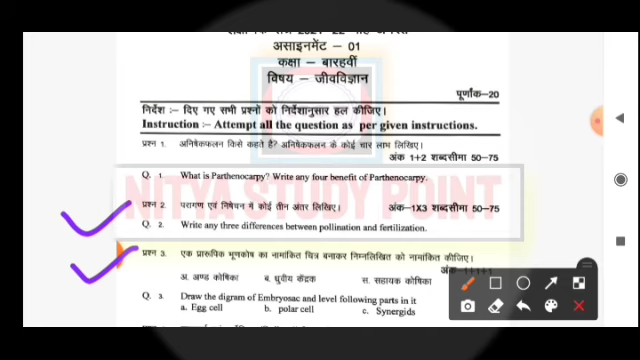 असाइनमेंट – 01
कक्षा – बारहवीं
विषय – जीवविज्ञान
पूर्णांक–20
निर्देश :– दिए गए सभी प्रश्नों को निर्देशानुसार हल कीजिए।
Instruction :– Attempt all the question as per given instructions.
प्रश्न 1. अनिषेकफलन किसे कहते है? अनिषेकफलन के कोई चार लाभ लिखिए।
अंक 1+2 शब्दसीमा 50-75
Q. 1. What is Parthenocarpy? Write any four benefit of Parthenocarpy.
NITYA STUDY POINT
प्रश्न 2. परागण एवं निषेचन में कोई तीन अंतर लिखिए। अंक–1X3 शब्दसीमा 50-75
Q. 2. Write any three differences between pollination and fertilization.
प्रश्न 3. एक प्रारुपिक भूणकोष का नामांकित चित्र बनाकर निम्नलिखित को नामांकित कीजिए।
अंक–1+1+1
अ. अण्ड कोषिका ब. ध्रुवीय केंद्रक स. सहायक कोषिका
Q. 3. Draw the digram of Embryosac and level following parts in it
a. Egg cell b. polar cell c. Synergids